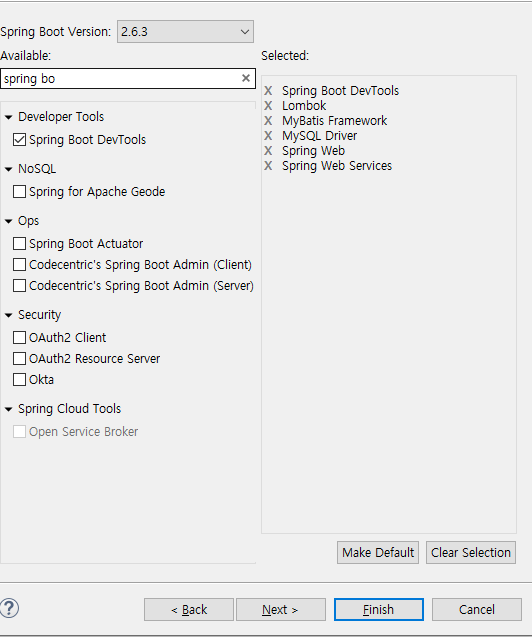 Spring Boot Version: 2.6.3
Available:
spring bo
Developer Tools
Spring Boot DevTools
NoSQL
Spring for Apache Geode
Ops
Spring Boot Actuator
Codecentric's Spring Boot Admin (Client)
Codecentric's Spring Boot Admin (Server)
Security
OAuth2 Client
OAuth2 Resource Server
Okta
Spring Cloud Tools
Open Service Broker
Selected:
X Spring Boot DevTools
X Lombok
X MyBatis Framework
X MySQL Driver
X Spring Web
X Spring Web Services
Make Default
Clear Selection
?
< Back
Next >
Finish
Cancel